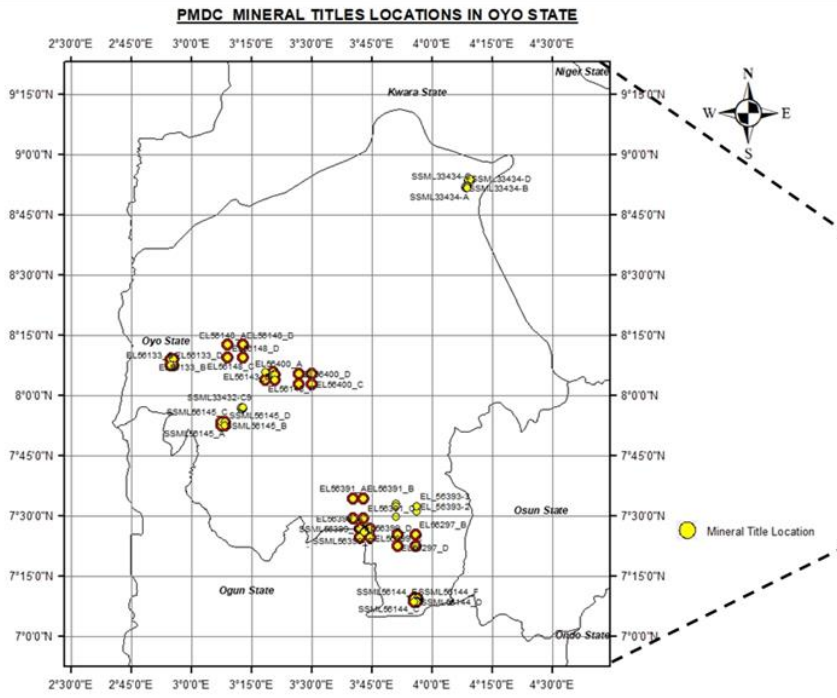 PMDC MINERAL TITLES LOCATIONS IN OYO STATE
2°30'0"E 2°45'0"E 3°0'0"E 3°15'0"E 3°30'0"E 3°45'0"E 4°0'0"E 4°15'0"E 4°30'0"E
Niger State
Kwara State
N
W E
S
9°15'0"N 9°15'0"N
9°0'0"N 9°0'0"N
SSML33434-D
SSML33434-B
SSML33434-A
8°45'0"N 8°45'0"N
8°30'0"N 8°30'0"N
8°15'0"N 8°15'0"N
Oyo State
EL56148_D
EL56133_D
EL56133_B
EL56148_C
EL56400_A
EL56400_C
8°0'0"N 8°0'0"N
SSML33432-C9
SSML56145_C
SSML56145_D
SSML56145_A
SSML56145_B
7°45'0"N 7°45'0"N
EL56391_A
EL56391_B
EL_56393-2
Osun State
7°30'0"N 7°30'0"N
EL56297_B
EL56297_D
Mineral Title Location
7°15'0"N 7°15'0"N
Ogun State
SSML56144_F
SSML56144_D
7°0'0"N 7°0'0"N
Ondo State
2°30'0"E 2°45'0"E 3°0'0"E 3°15'0"E 3°30'0"E 3°45'0"E 4°0'0"E 4°15'0"E 4°30'0"E